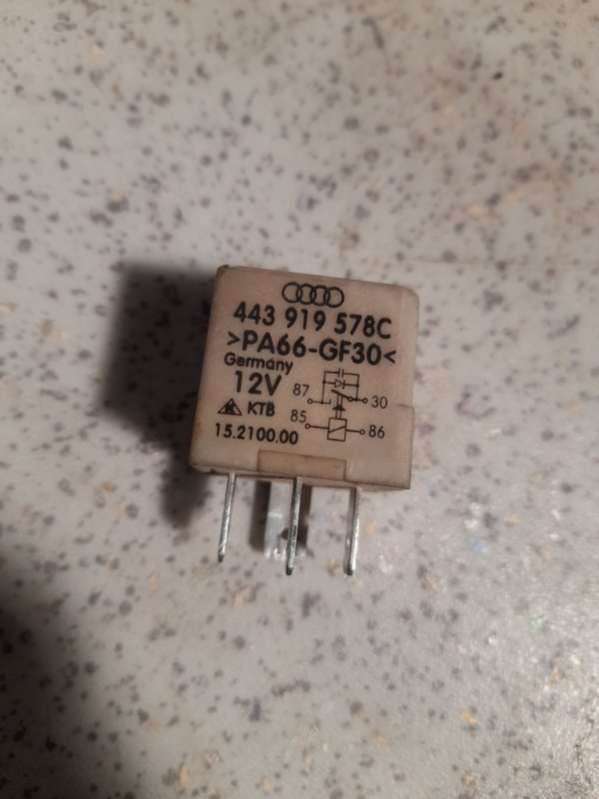 443 919 578C
>PA66-GF30<
Germany
12V
KTB
15.2100.00
87
30
85
86